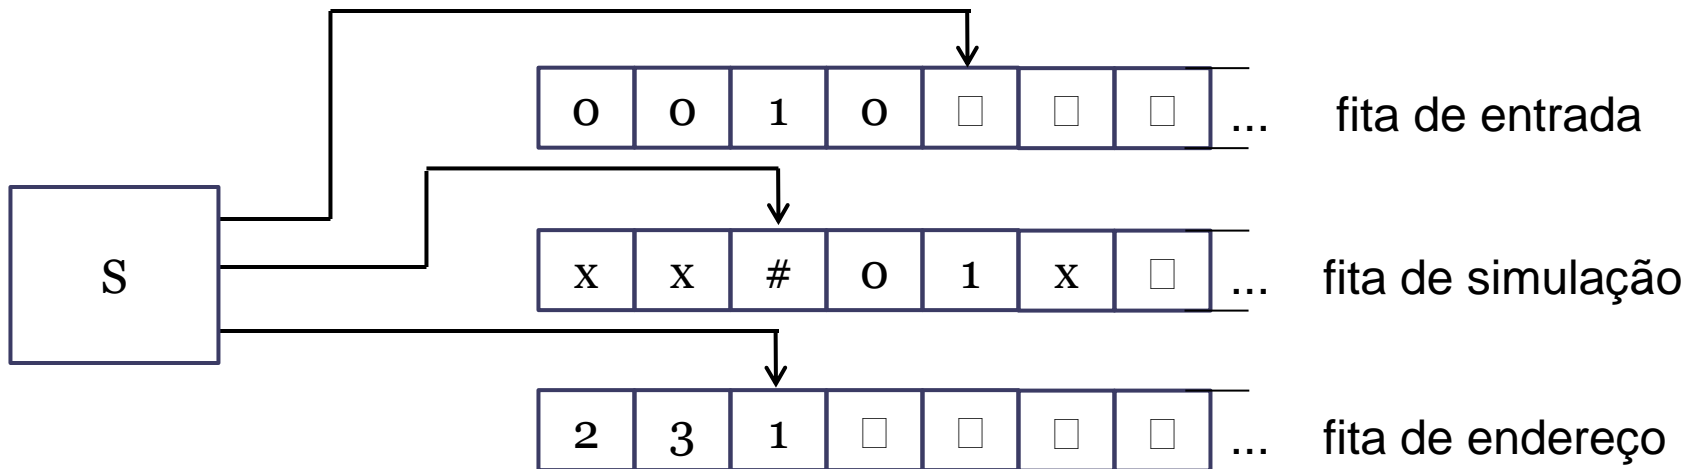 0 0 1 0 □ □ □ ... fita de entrada
S
x x # 0 1 x □ ... fita de simulação
2 3 1 □ □ □ □ ... fita de endereço